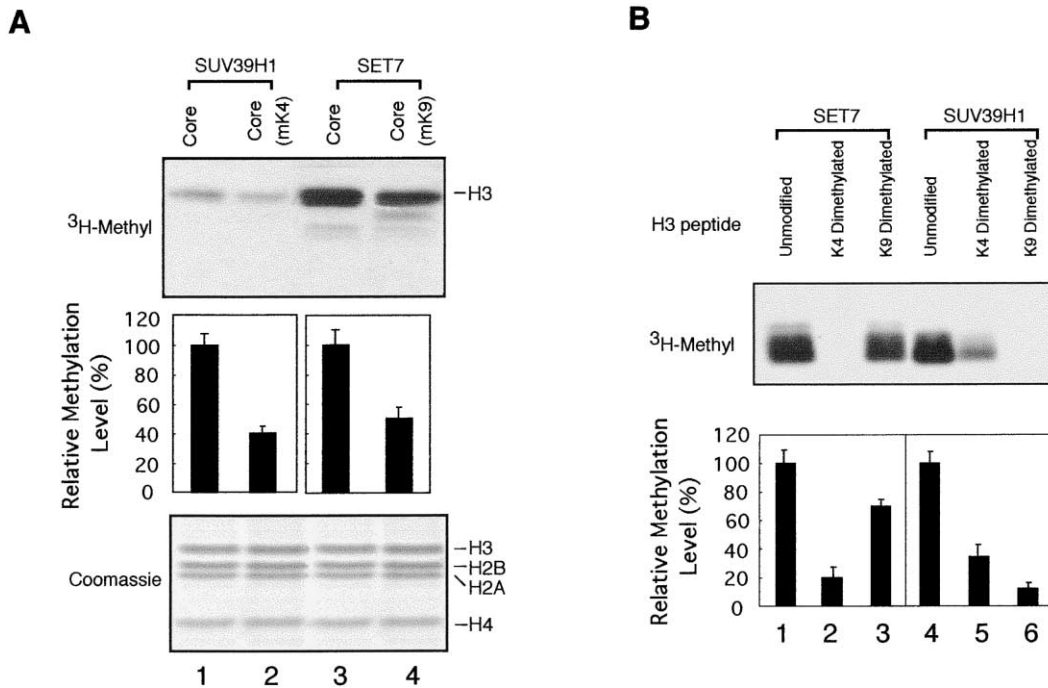 A
SUV39H1 SET7
Core
Core (mK4)
Core
Core (mK9)
³H-Methyl
–H3
Relative Methylation Level (%)
120
100
80
60
40
20
0
Coomassie
–H3
–H2B
H2A
–H4
1 2 3 4
B
SET7 SUV39H1
H3 peptide
Unmodified
K4 Dimethylated
K9 Dimethylated
Unmodified
K4 Dimethylated
K9 Dimethylated
³H-Methyl
Relative Methylation Level (%)
120
100
80
60
40
20
0
1 2 3 4 5 6